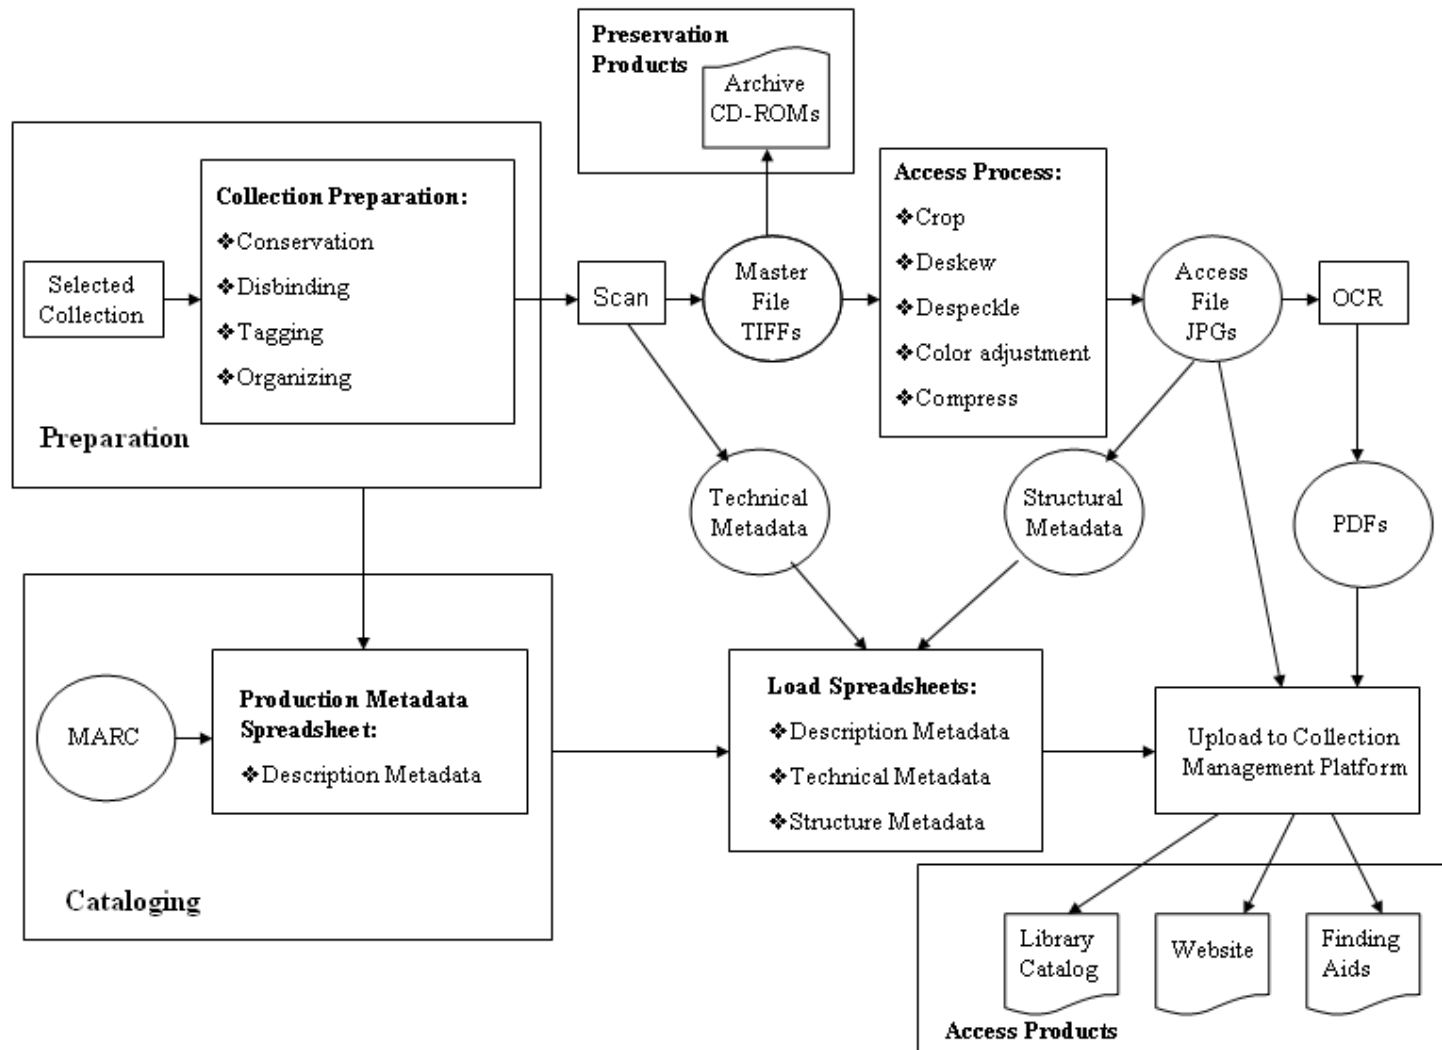 Preservation
Products
Archive
CD-ROMs
Selected
Collection
Collection Preparation:
❖Conservation
❖Disbinding
❖Tagging
❖Organizing
Preparation
Scan
Master
File
TIFFs
Access Process:
❖Crop
❖Deskew
❖Despeckle
❖Color adjustment
❖Compress
Access
File
JPGs
OCR
Technical
Metadata
Structural
Metadata
PDFs
MARC
Production Metadata
Spreadsheet:
❖Description Metadata
Cataloging
Load Spreadsheets:
❖Description Metadata
❖Technical Metadata
❖Structure Metadata
Upload to Collection
Management Platform
Library
Catalog
Website
Finding
Aids
Access Products